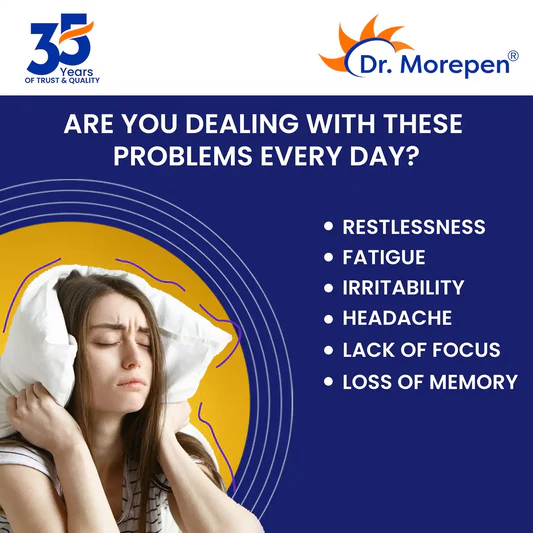 35
Years
OF TRUST & QUALITY
Dr. Morepen®
ARE YOU DEALING WITH THESE
PROBLEMS EVERY DAY?
• RESTLESSNESS
• FATIGUE
• IRRITABILITY
• HEADACHE
• LACK OF FOCUS
• LOSS OF MEMORY